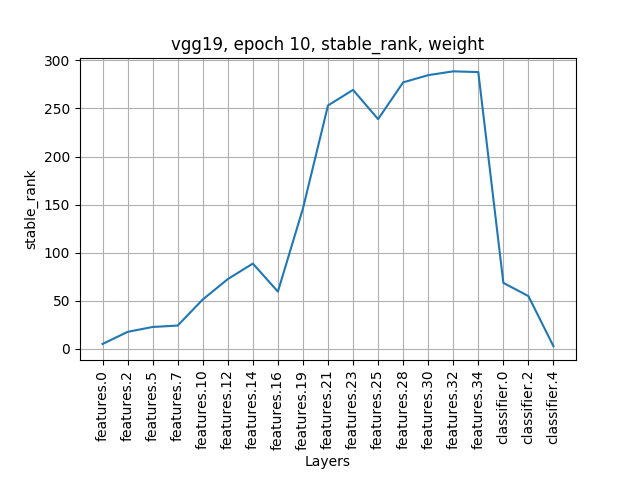 vgg19, epoch 10, stable_rank, weight
300
250
200
150
100
50
0
stable_rank
features.0
features.2
features.5
features.7
features.10
features.12
features.14
features.16
features.19
features.21
features.23
features.25
features.28
features.30
features.32
features.34
classifier.0
classifier.2
classifier.4
Layers